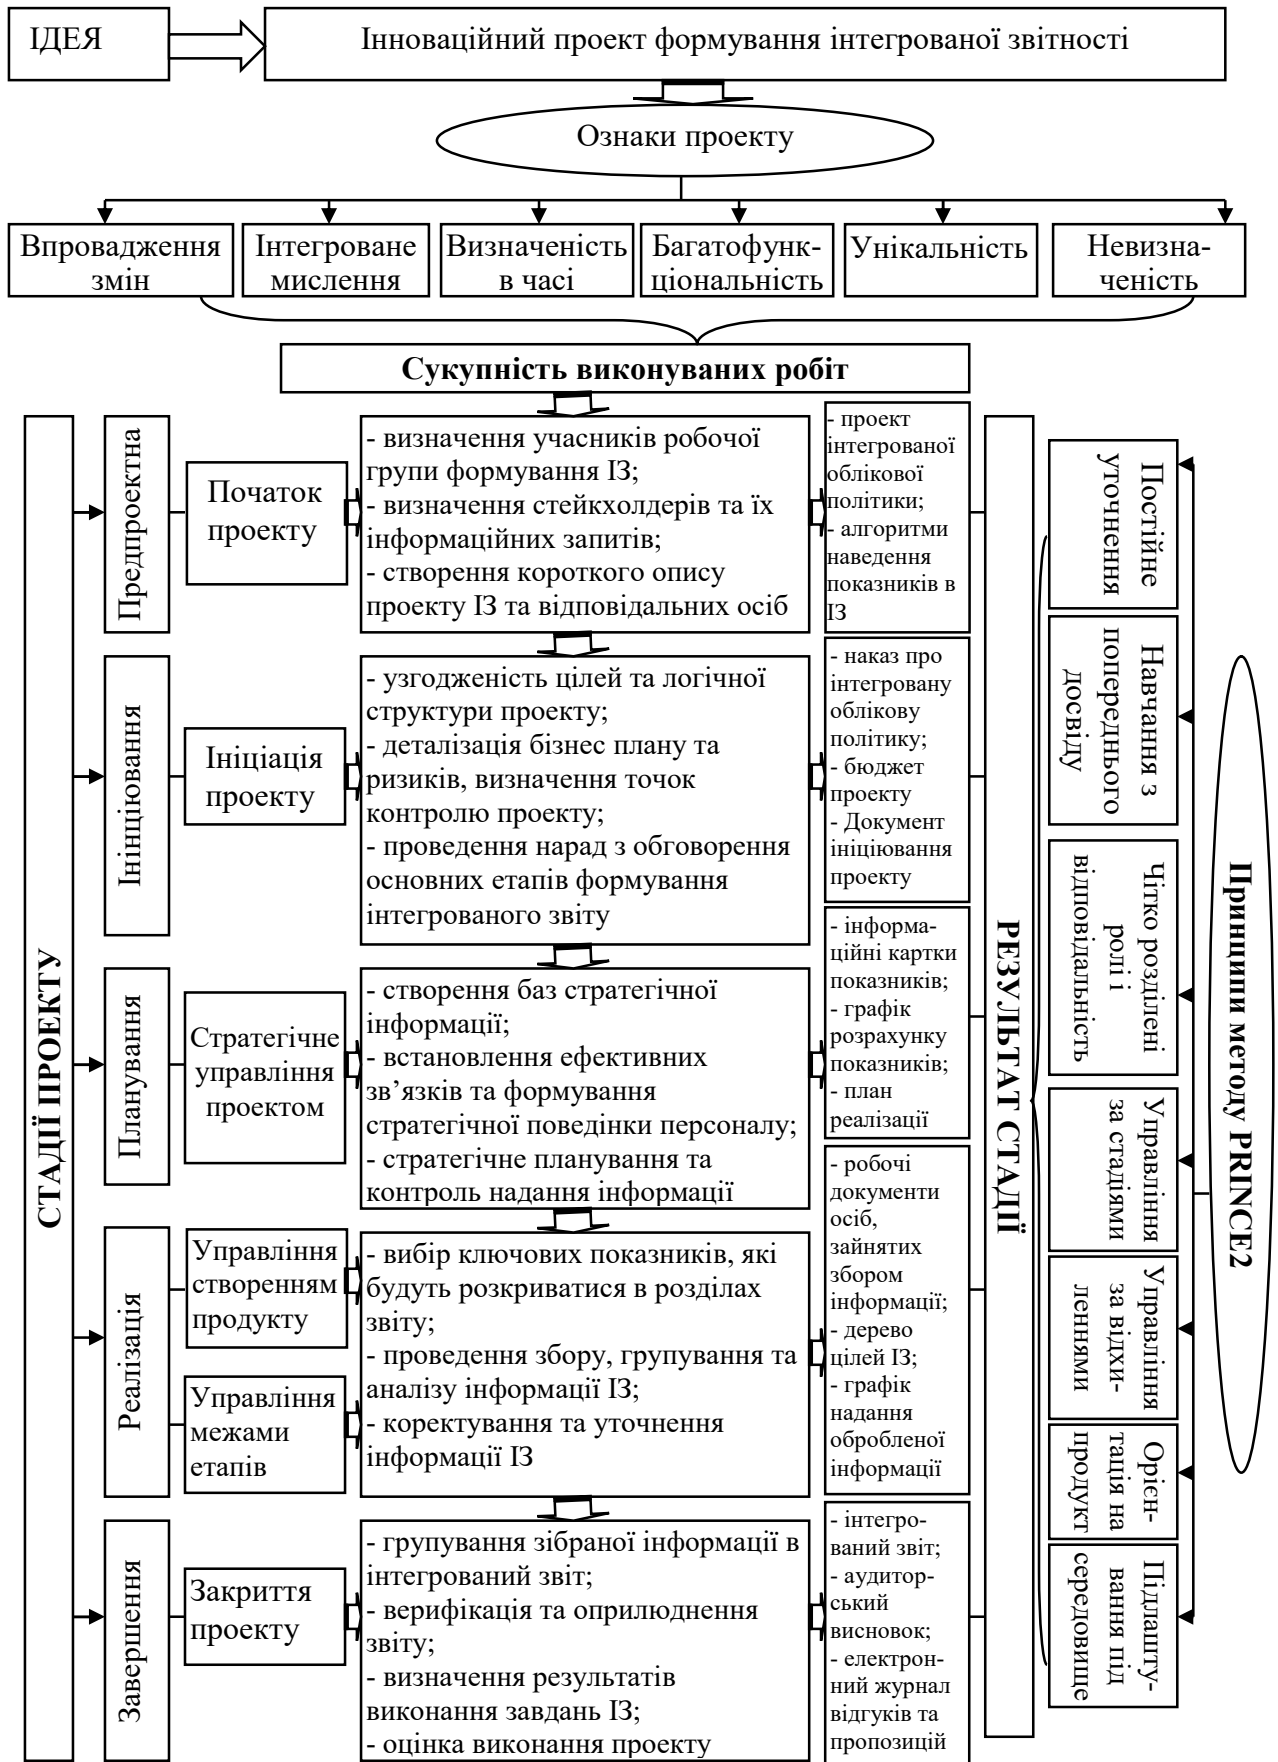 ІДЕЯ
Інноваційний проект формування інтегрованої звітності
Ознаки проекту
Впровадження
змін
Інтегроване
мислення
Визначеність
в часі
Багатофунк-
ціональність
Унікальність
Невизна-
ченість
Сукупність виконуваних робіт
СТАДІЇ ПРОЕКТУ
Предпроектна
Початок
проекту
- визначення учасників робочої
групи формування ІЗ;
- визначення стейкхолдерів та їх
інформаційних запитів;
- створення короткого опису
проекту ІЗ та відповідальних осіб
- проект
інтегрованої
облікової
політики;
- алгоритми
наведення
показників в
ІЗ
Інінціювання
Ініціація
проекту
- узгодженість цілей та логічної
структури проекту;
- деталізація бізнес плану та
ризиків, визначення точок
контролю проекту;
- проведення нарад з обговорення
основних етапів формування
інтегрованого звіту
- наказ про
інтегровану
облікову
політику;
- бюджет
проекту
- Документ
ініціювання
проекту
Планування
Стратегічне
управління
проектом
- створення баз стратегічної
інформації;
- встановлення ефективних
зв’язків та формування
стратегічної поведінки персоналу;
- стратегічне планування та
контроль надання інформації
- інформа-
ційні картки
показників;
- графік
розрахунку
показників;
- план
реалізації
Реалізація
Управління
створенням
продукту
Управління
межами
етапів
- вибір ключових показників, які
будуть розкриватися в розділах
звіту;
- проведення збору, групування та
аналізу інформації ІЗ;
- коректування та уточнення
інформації ІЗ
- робочі
документи
осіб,
зайнятих
збором
інформації;
- дерево
цілей ІЗ;
- графік
надання
обробленої
інформації
Завершення
Закриття
проекту
- групування зібраної інформації в
інтегрований звіт;
- верифікація та оприлюднення
звіту;
- визначення результатів
виконання завдань ІЗ;
- оцінка виконання проекту
- інтегро-
ваний звіт;
- аудитор-
ський
висновок;
- електрон-
ний журнал
відгуків та
пропозицій
РЕЗУЛЬТАТ СТАДІЇ
Постійне
уточнення
Навчання з
попереднього
досвіду
Чітко розділені
ролі і
відповідальність
Управління
за стадіями
Управління
за відхи-
леннями
Орієн-
тація на
продукт
Підлашту-
вання під
середовище
Принципи методу PRINCE2